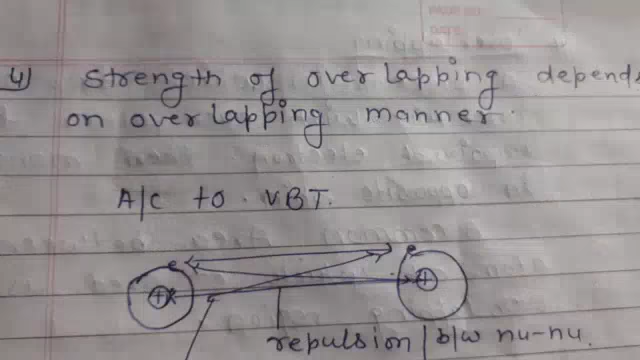 4) Strength of overlapping depends
on overlapping manner.
A/C to . VBT.
e e
+ +
repulsion b/w nu-nu.